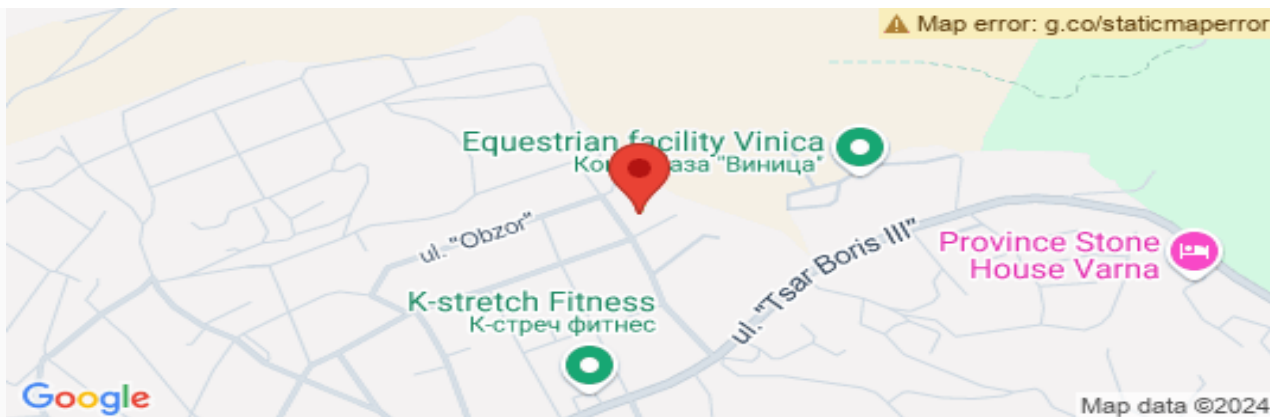 Map error: g.co/staticmaperror
Equestrian facility Vinica
"Виница"
ul. "Obzor"
ul. "Tsar Boris III"
Province Stone
House Varna
K-stretch Fitness
К-стреч фитнес
Google
Map data ©2024